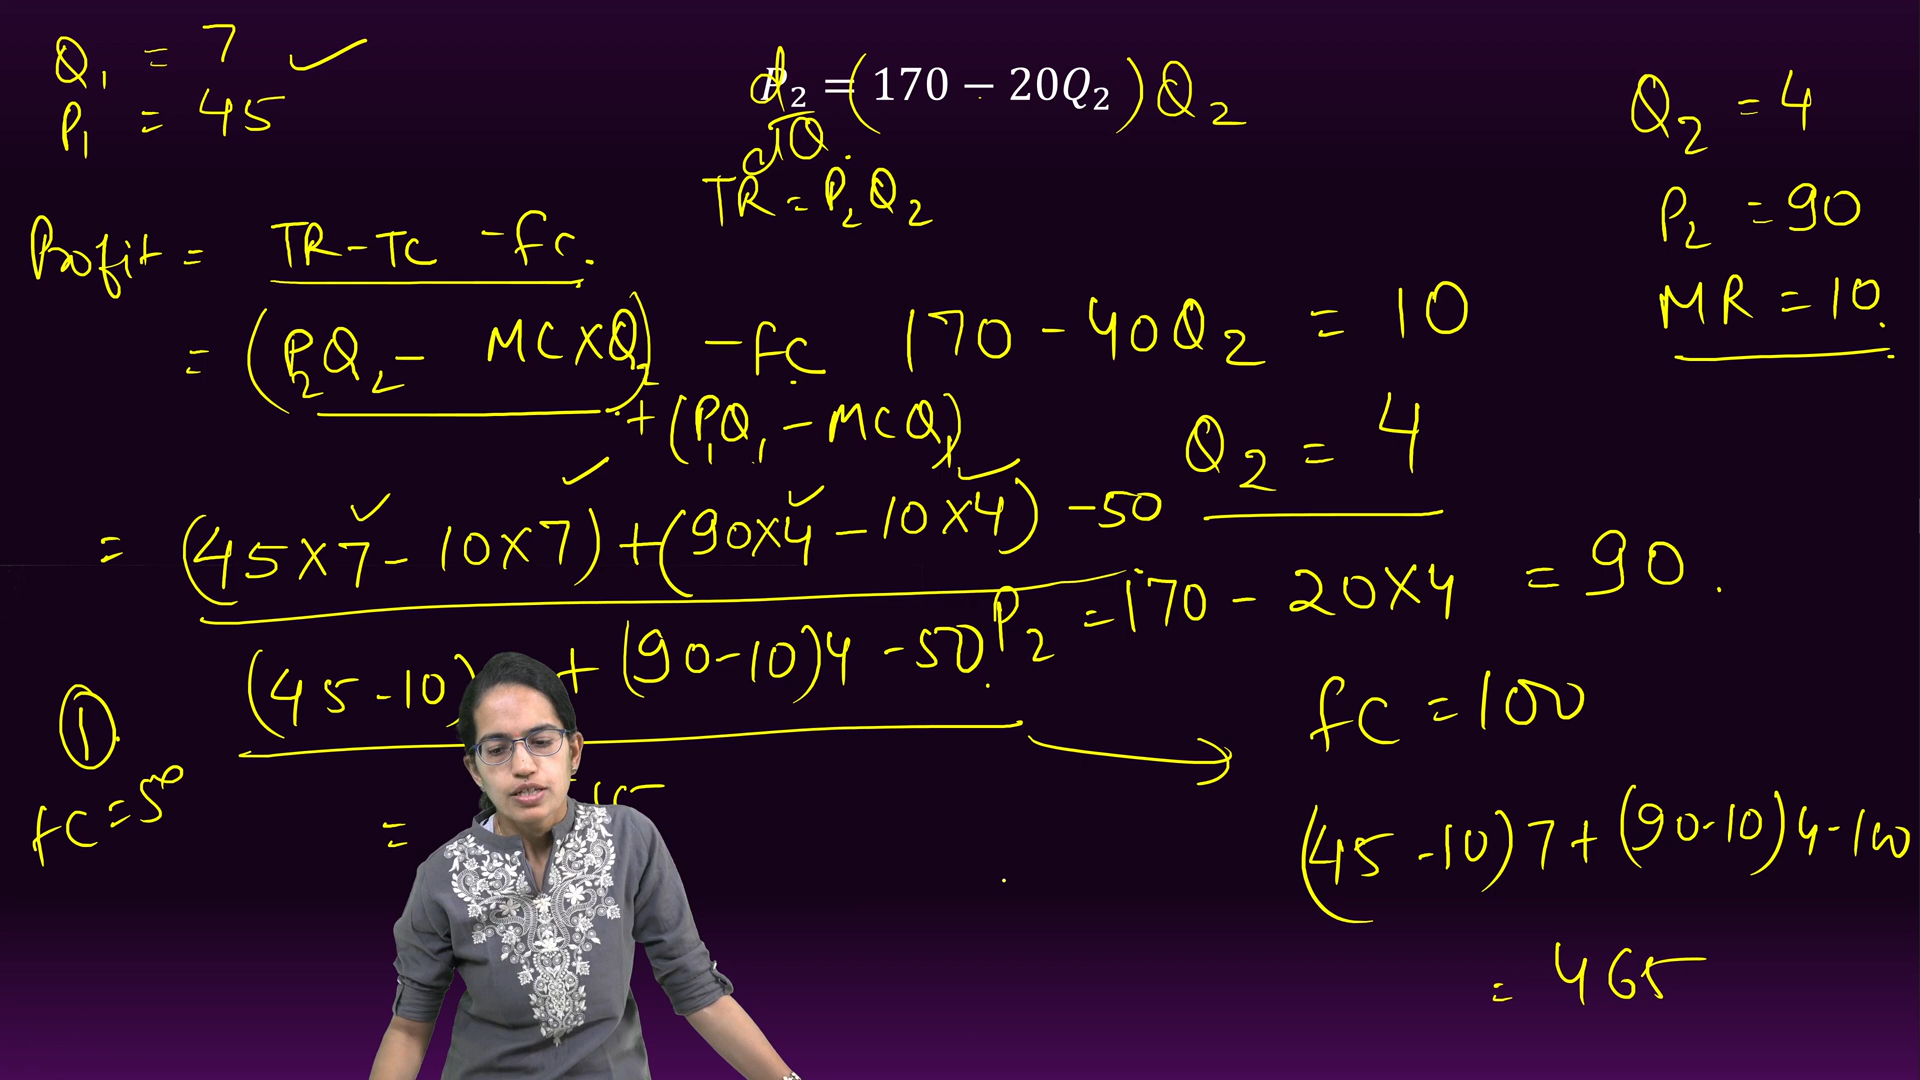 Q₁ = 7 ✓
P₁ = 45
P₂ = (170 − 20Q₂) Q₂
d/dQ
TR = P₂Q₂
Q₂ = 4
P₂ = 90
MR = 10.
Profit = TR - TC - fc.
= (P₂Q₂ - MC×Q₂) - fc
+ (P₁Q₁ - MCQ₁)
170 - 40Q₂ = 10
Q₂ = 4
= (45×7 - 10×7) + (90×4 - 10×4) - 50
P₂ = 170 - 20×4 = 90.
(45-10) + (90-10)4 - 50.
①
fc = 50
=
fc = 100
(45-10)7 + (90-10)4-100
= 465